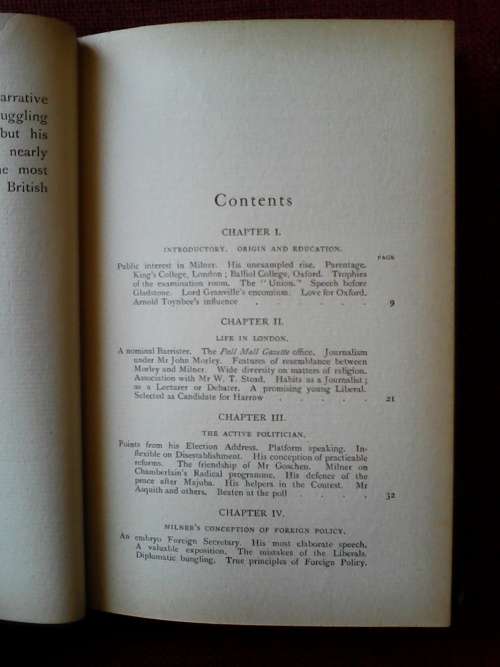 arrative
uggling
but his
nearly
e most
British
Contents
CHAPTER I.
INTRODUCTORY. ORIGIN AND EDUCATION.
PAGE
Public interest in Milner. His unexampled rise. Parentage.
King's College, London; Balliol College, Oxford. Trophies
of the examination room. The "Union." Speech before
Gladstone. Lord Granville's encomium. Love for Oxford.
Arnold Toynbee's influence . . . . . 9
CHAPTER II.
LIFE IN LONDON.
A nominal Barrister. The Pall Mall Gazette office. Journalism
under Mr John Morley. Features of resemblance between
Morley and Milner. Wide diversity on matters of religion.
Association with Mr W. T. Stead. Habits as a Journalist;
as a Lecturer or Debater. A promising young Liberal.
Selected as Candidate for Harrow . . . . 21
CHAPTER III.
THE ACTIVE POLITICIAN.
Points from his Election Address. Platform speaking. In-
flexible on Disestablishment. His conception of practicable
reforms. The friendship of Mr Goschen. Milner on
Chamberlain's Radical programme. His defence of the
peace after Majuba. His helpers in the Contest. Mr
Asquith and others. Beaten at the poll . . . . 32
CHAPTER IV.
MILNER'S CONCEPTION OF FOREIGN POLICY.
An embryo Foreign Secretary. His most elaborate speech.
A valuable exposition. The mistakes of the Liberals.
Diplomatic bungling. True principles of Foreign Policy.